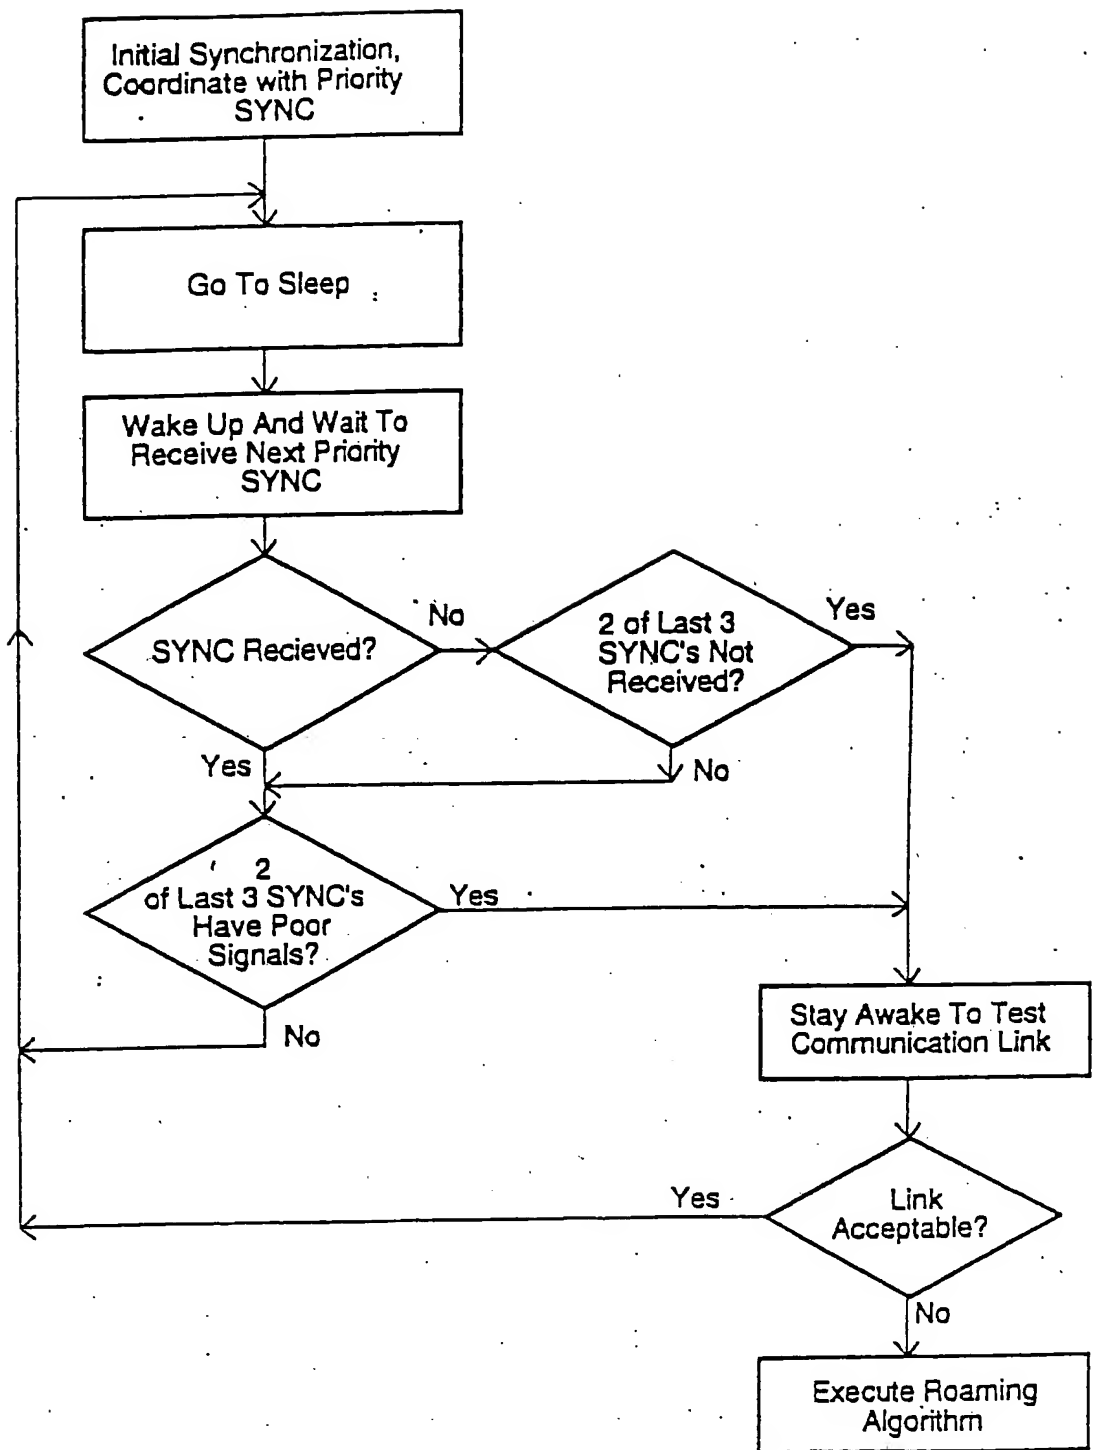 Initial Synchronization,
Coordinate with Priority
SYNC
Go To Sleep
Wake Up And Wait To
Receive Next Priority
SYNC
SYNC Recieved?
No
2 of Last 3
SYNC's Not
Received?
Yes
Yes
No
2
of Last 3 SYNC's
Have Poor
Signals?
Yes
No
Stay Awake To Test
Communication Link
Link
Acceptable?
Yes
No
Execute Roaming
Algorithm